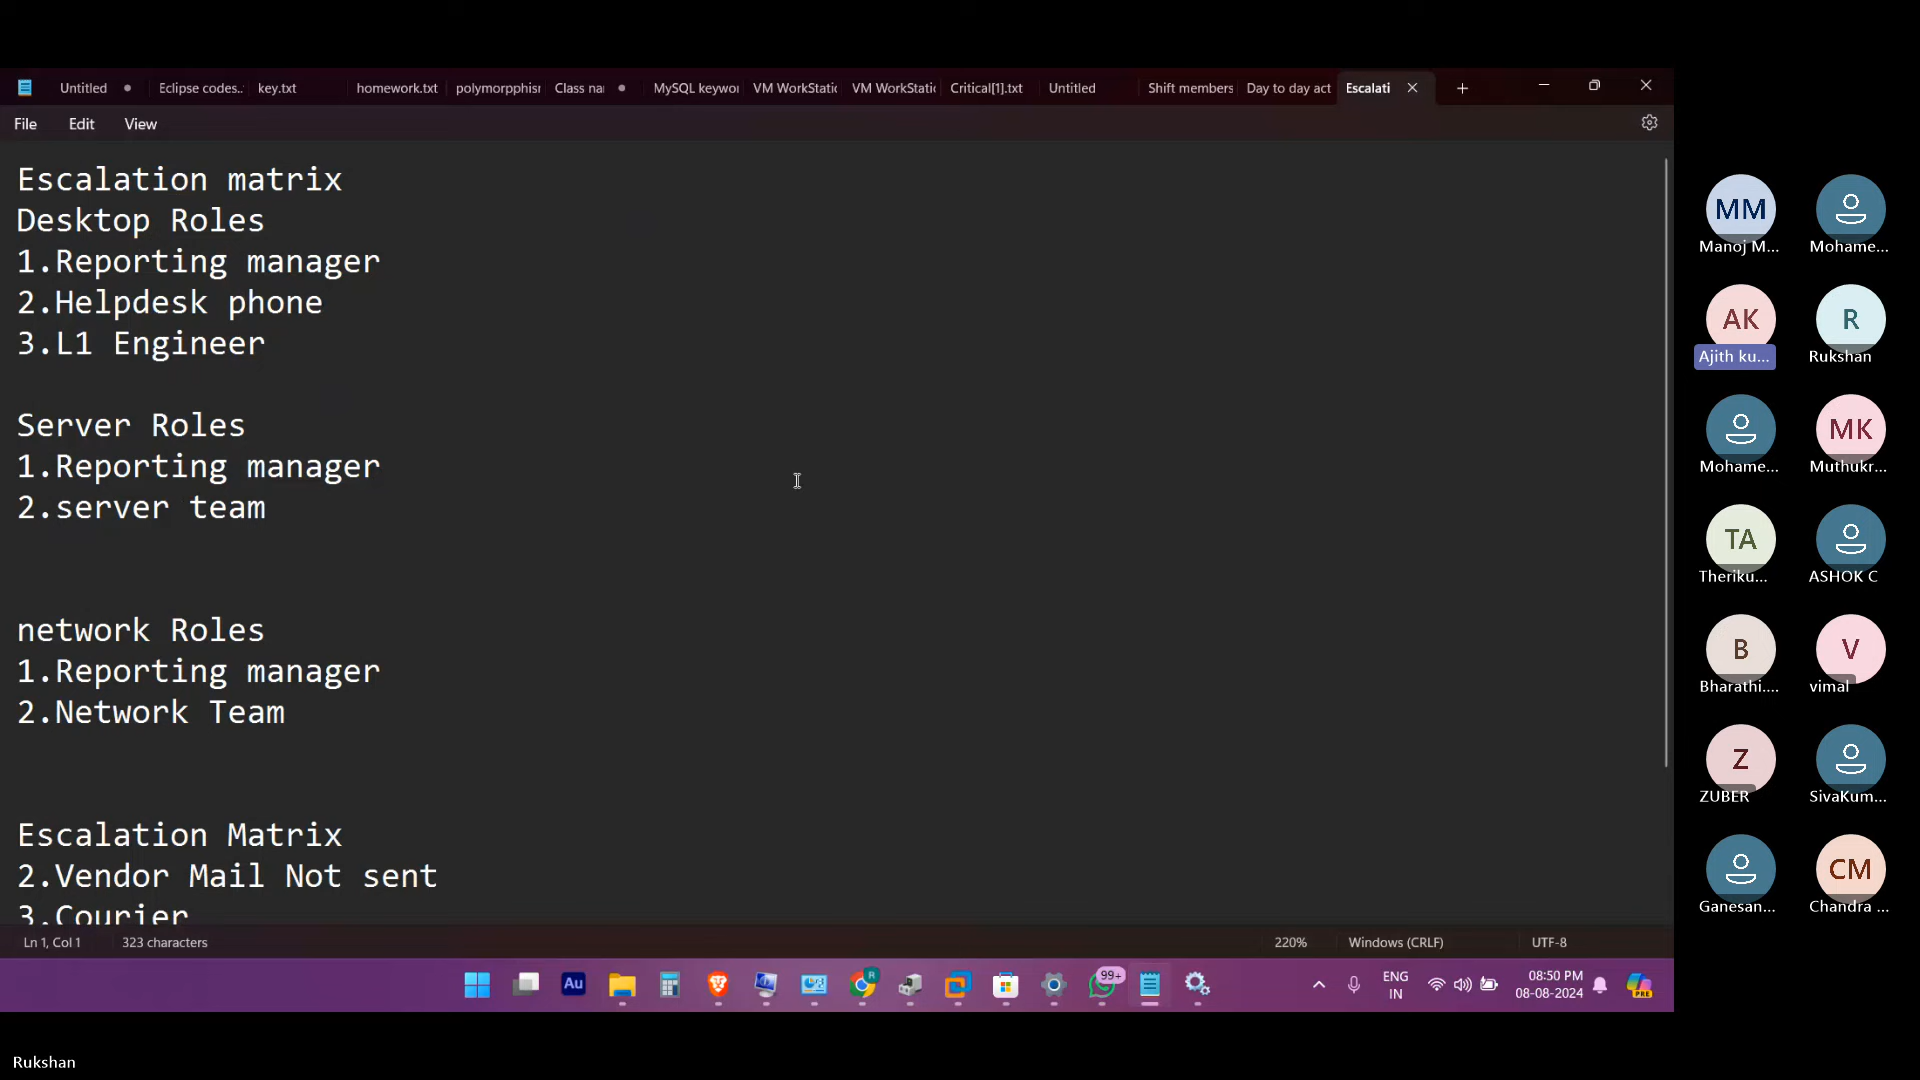 Untitled
Eclipse codes..
key.txt
homework.txt
polymorpphisr
Class nar
MySQL keywor
VM WorkStatic
VM WorkStatic
Critical[1].txt
Untitled
Shift members
Day to day act
Escalati
File
Edit
View
Escalation matrix
Desktop Roles
1.Reporting manager
2.Helpdesk phone
3.L1 Engineer
Server Roles
1.Reporting manager
2.server team
network Roles
1.Reporting manager
2.Network Team
Escalation Matrix
2.Vendor Mail Not sent
3.Courier
Ln 1, Col 1
323 characters
220%
Windows (CRLF)
UTF-8
Au
R
99+
ENG
IN
08:50 PM
08-08-2024
PRE
MM
Manoj M...
Mohame...
AK
Ajith ku...
R
Rukshan
Mohame...
MK
Muthukr...
TA
Theriku...
ASHOK C
B
Bharathi....
V
vimal
Z
ZUBER
SivaKum...
Ganesan...
CM
Chandra ...
Rukshan